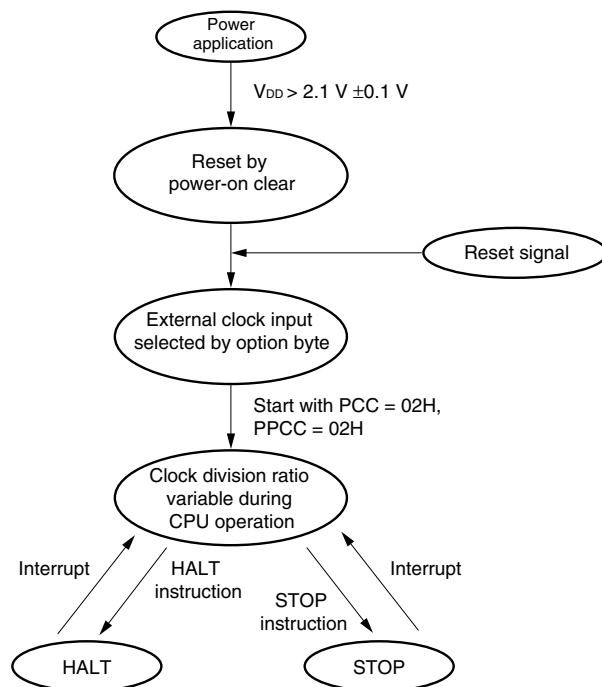 Power
application
VDD > 2.1 V ±0.1 V
Reset by
power-on clear
Reset signal
External clock input
selected by option byte
Start with PCC = 02H,
PPCC = 02H
Clock division ratio
variable during
CPU operation
Interrupt
HALT
instruction
STOP
instruction
Interrupt
HALT
STOP